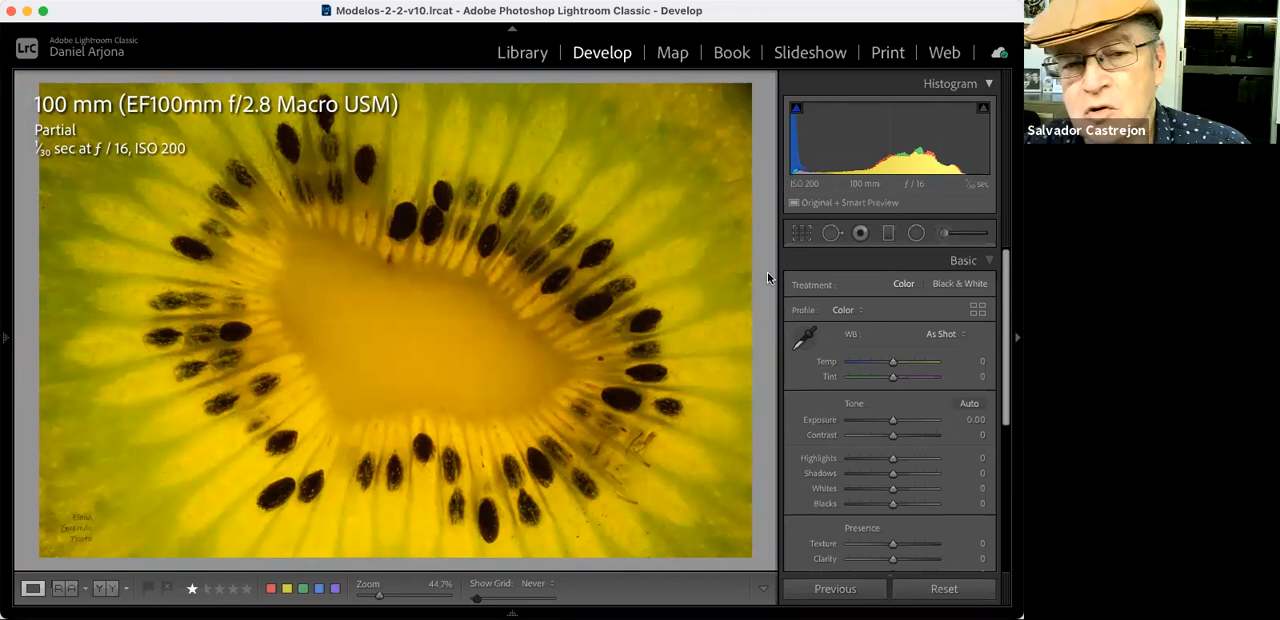 Modelos-2-2-v10.lrcat - Adobe Photoshop Lightroom Classic - Develop
LrC
Adobe Lightroom Classic
Daniel Arjona
Library | Develop | Map | Book | Slideshow | Print | Web |
100 mm (EF100mm f/2.8 Macro USM)
Partial
1/30 sec at ƒ / 16, ISO 200
Histogram
ISO 200 100 mm ƒ / 16 1/30 sec
Original + Smart Preview
Basic
Treatment : Color | Black & White
Profile : Color
WB : As Shot
Temp 0
Tint 0
Tone Auto
Exposure 0.00
Contrast 0
Highlights 0
Shadows 0
Whites 0
Blacks 0
Presence
Texture 0
Clarity 0
Previous Reset
R A Y Y Zoom 44.7% Show Grid: Never
Salvador Castrejon